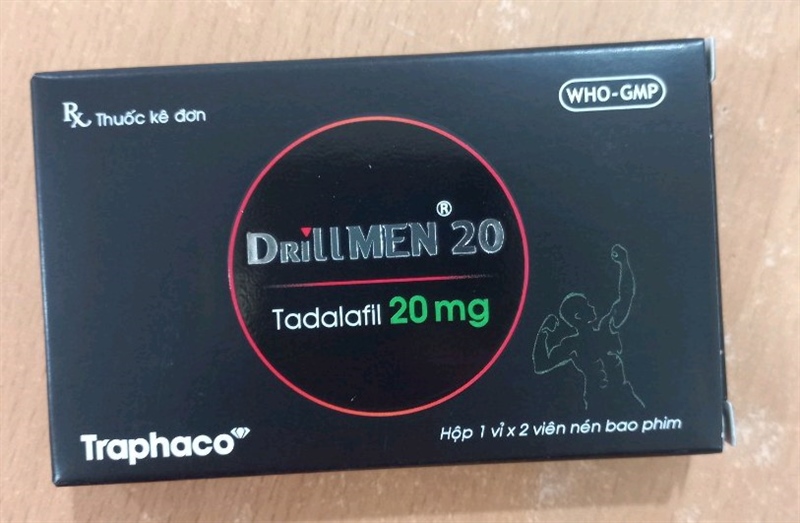 Rx Thuốc kê đơn
WHO-GMP
DRiLLMEN® 20
Tadalafil 20 mg
Traphaco
Hộp 1 vỉ x 2 viên nén bao phim